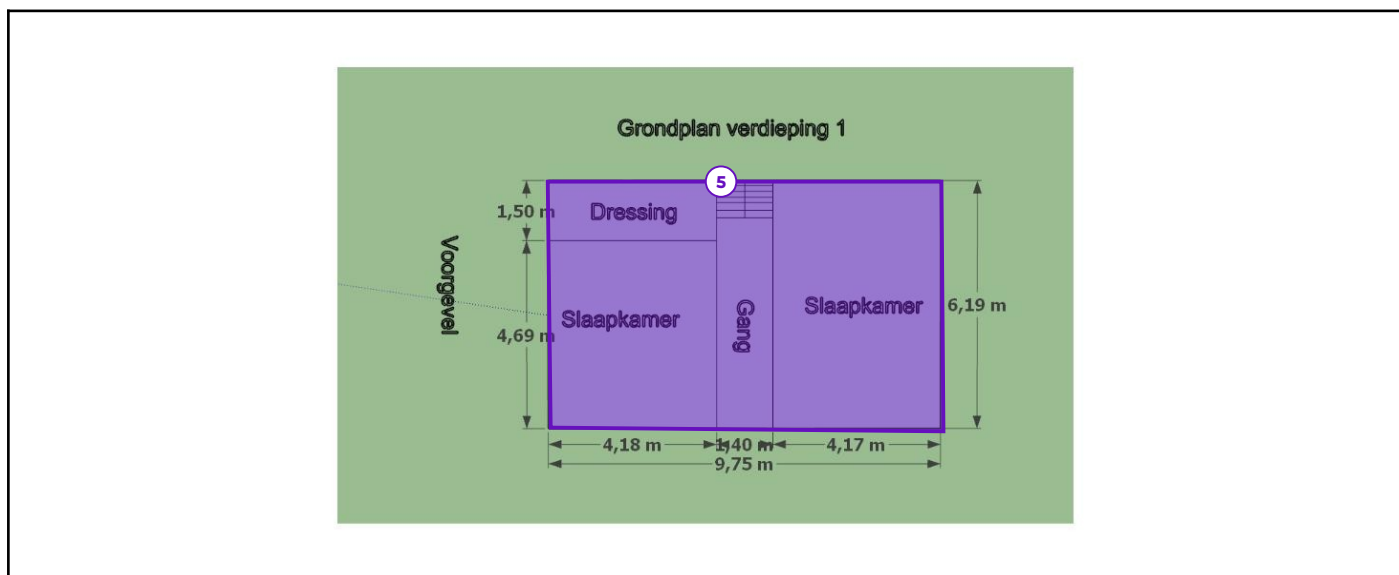 Grondplan verdieping 1
5
1,50 m
Dressing
Voorgevel
Slaapkamer
Slaapkamer
6,19 m
4,69 m
Gang
4,18 m
1,40 m
4,17 m
9,75 m